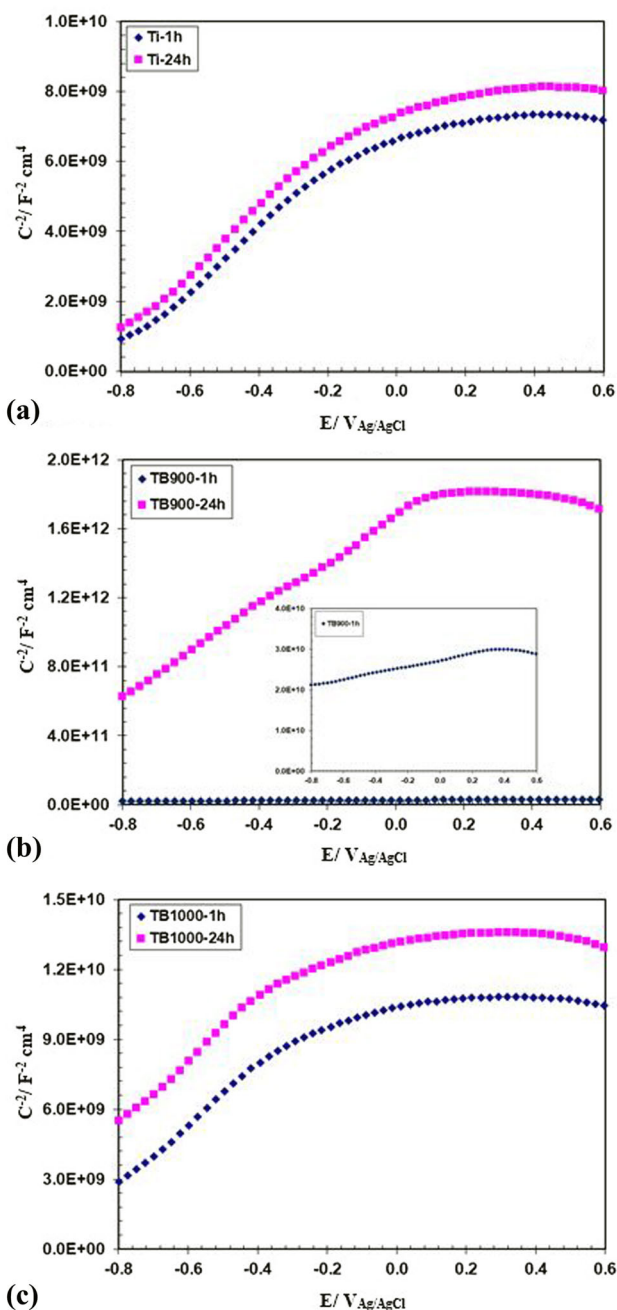 1.0E+10
Ti-1h
Ti-24h
8.0E+09
6.0E+09
4.0E+09
2.0E+09
0.0E+00
C⁻²/ F⁻² cm⁴
-0.8 -0.6 -0.4 -0.2 0.0 0.2 0.4 0.6
E/ V Ag/AgCl
(a)
2.0E+12
TB900-1h
TB900-24h
1.6E+12
1.2E+12
8.0E+11
4.0E+11
0.0E+00
C⁻²/ F⁻² cm⁴
4.0E+10
TB900-1h
3.0E+10
2.0E+10
1.0E+10
0.0E+00
-0.8 -0.6 -0.4 -0.2 0.0 0.2 0.4 0.6
-0.8 -0.6 -0.4 -0.2 0.0 0.2 0.4 0.6
E/ V Ag/AgCl
(b)
1.5E+10
TB1000-1h
TB1000-24h
1.2E+10
9.0E+09
6.0E+09
3.0E+09
0.0E+00
C⁻²/ F⁻² cm⁴
-0.8 -0.6 -0.4 -0.2 0.0 0.2 0.4 0.6
E/ V Ag/AgCl
(c)